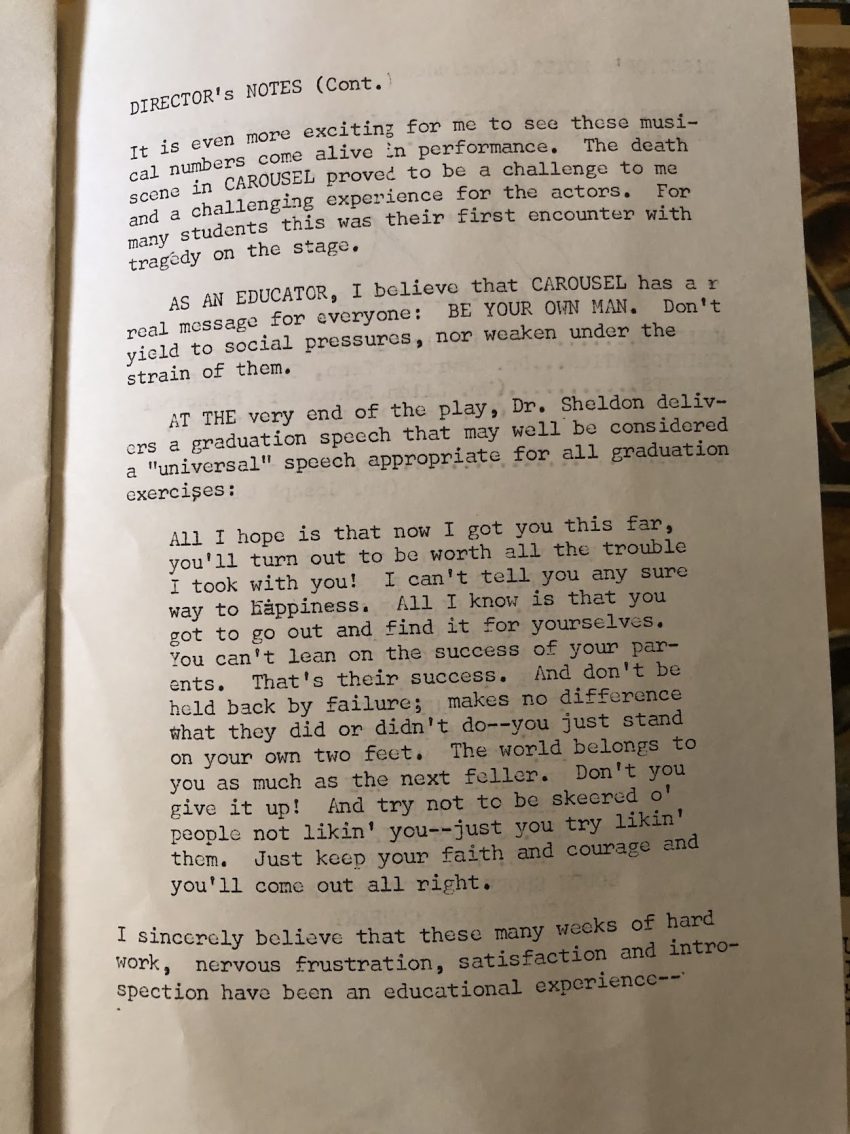 DIRECTOR's NOTES (Cont.)
It is even more exciting for me to see these musi-
cal numbers come alive in performance. The death
scene in CAROUSEL proved to be a challenge to me
and a challenging experience for the actors. For
many students this was their first encounter with
tragedy on the stage.
AS AN EDUCATOR, I believe that CAROUSEL has a r
real message for everyone: BE YOUR OWN MAN. Don't
yield to social pressures, nor weaken under the
strain of them.
AT THE very end of the play, Dr. Sheldon deliv-
ers a graduation speech that may well be considered
a "universal" speech appropriate for all graduation
exercises:
All I hope is that now I got you this far,
you'll turn out to be worth all the trouble
I took with you! I can't tell you any sure
way to happiness. All I know is that you
got to go out and find it for yourselves.
You can't lean on the success of your par-
ents. That's their success. And don't be
held back by failure; makes no difference
what they did or didn't do--you just stand
on your own two feet. The world belongs to
you as much as the next feller. Don't you
give it up! And try not to be skeered o'
people not likin' you--just you try likin'
them. Just keep your faith and courage and
you'll come out all right.
I sincerely believe that these many weeks of hard
work, nervous frustration, satisfaction and intro-
spection have been an educational experience--